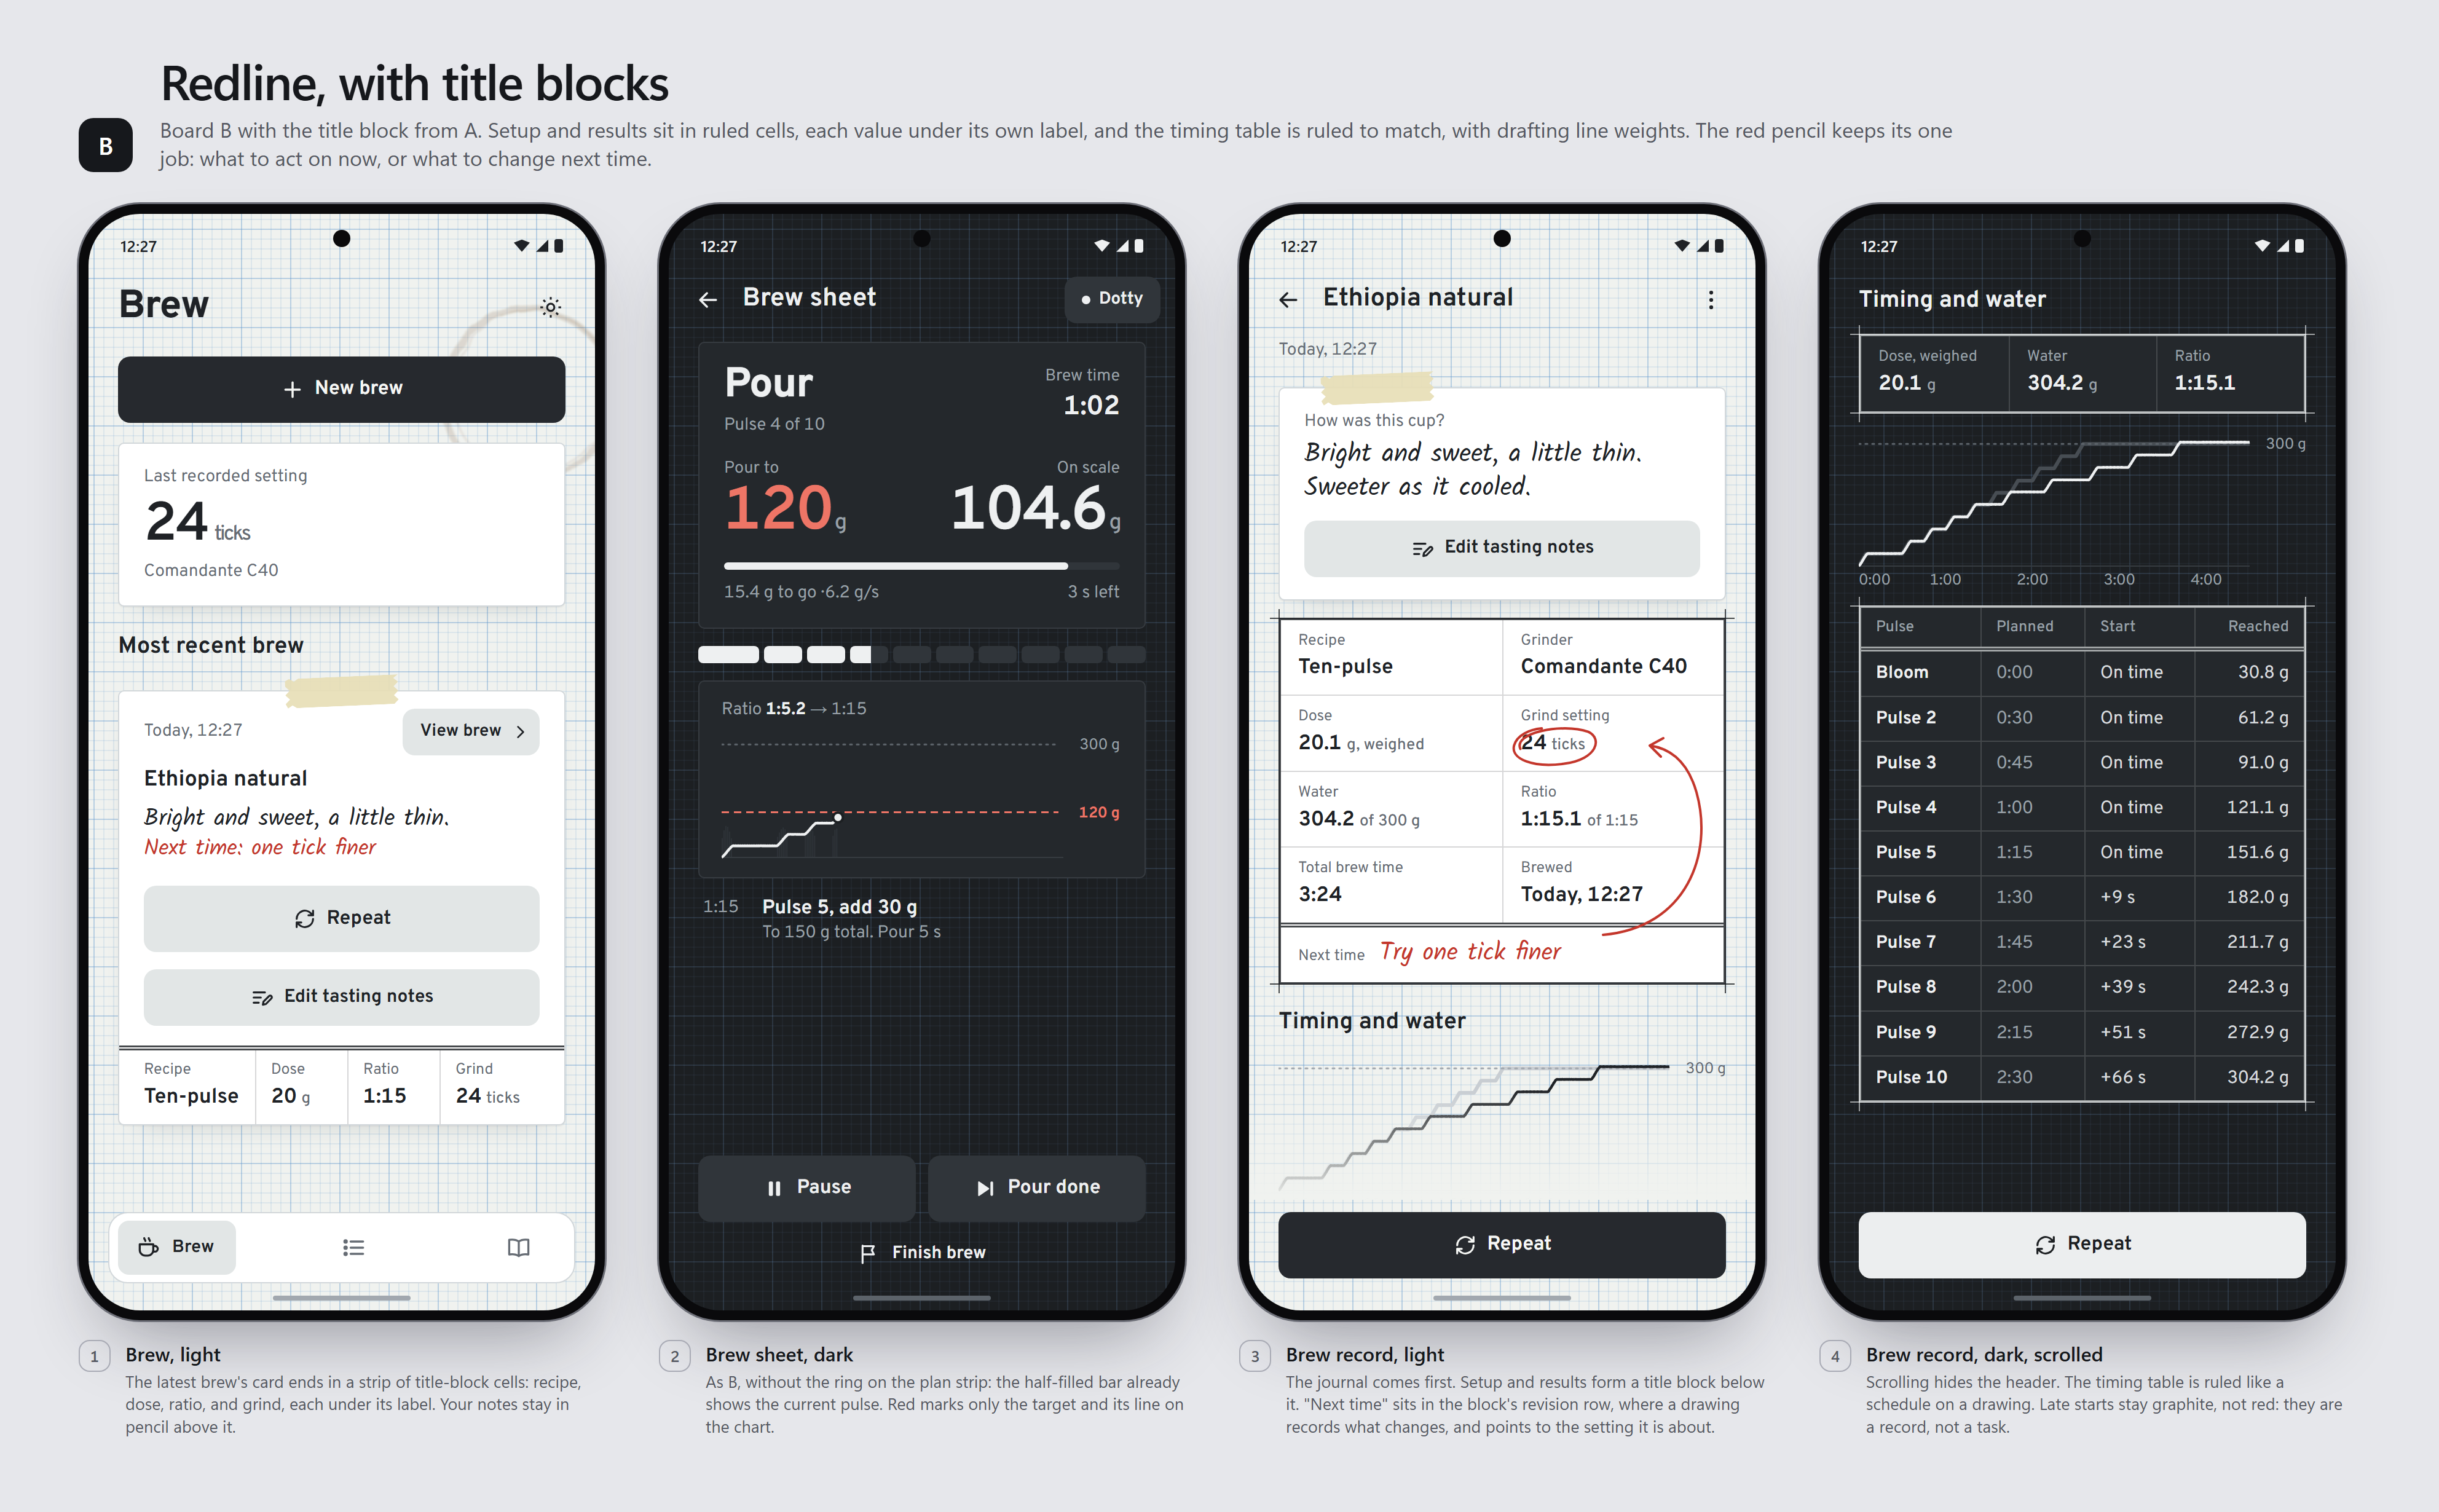 Redline, with title blocks
B
Board B with the title block from A. Setup and results sit in ruled cells, each value under its own label, and the timing table is ruled to match, with drafting line weights. The red pencil keeps its one
job: what to act on now, or what to change next time.
12:27
Brew
New brew
Last recorded setting
24 ticks
Comandante C40
Most recent brew
Today, 12:27
View brew
Ethiopia natural
Bright and sweet, a little thin.
Next time: one tick finer
Repeat
Edit tasting notes
Recipe Dose Ratio Grind
Ten-pulse 20 g 1:15 24 ticks
Brew
12:27
Brew sheet
Dotty
Pour
Pulse 4 of 10
Brew time
1:02
Pour to
120 g
On scale
104.6 g
15.4 g to go · 6.2 g/s
3 s left
Ratio 1:5.2 → 1:15
300 g
120 g
1:15
Pulse 5, add 30 g
To 150 g total. Pour 5 s
Pause
Pour done
Finish brew
12:27
Ethiopia natural
Today, 12:27
How was this cup?
Bright and sweet, a little thin.
Sweeter as it cooled.
Edit tasting notes
Recipe
Ten-pulse
Grinder
Comandante C40
Dose
20.1 g, weighed
Grind setting
24 ticks
Water
304.2 of 300 g
Ratio
1:15.1 of 1:15
Total brew time
3:24
Brewed
Today, 12:27
Next time Try one tick finer
Timing and water
300 g
Repeat
12:27
Timing and water
Dose, weighed
20.1 g
Water
304.2 g
Ratio
1:15.1
300 g
0:00 1:00 2:00 3:00 4:00
Pulse Planned Start Reached
Bloom 0:00 On time 30.8 g
Pulse 2 0:30 On time 61.2 g
Pulse 3 0:45 On time 91.0 g
Pulse 4 1:00 On time 121.1 g
Pulse 5 1:15 On time 151.6 g
Pulse 6 1:30 +9 s 182.0 g
Pulse 7 1:45 +23 s 211.7 g
Pulse 8 2:00 +39 s 242.3 g
Pulse 9 2:15 +51 s 272.9 g
Pulse 10 2:30 +66 s 304.2 g
Repeat
1
Brew, light
The latest brew's card ends in a strip of title-block cells: recipe,
dose, ratio, and grind, each under its label. Your notes stay in
pencil above it.
2
Brew sheet, dark
As B, without the ring on the plan strip: the half-filled bar already
shows the current pulse. Red marks only the target and its line on
the chart.
3
Brew record, light
The journal comes first. Setup and results form a title block below
it. "Next time" sits in the block's revision row, where a drawing
records what changes, and points to the setting it is about.
4
Brew record, dark, scrolled
Scrolling hides the header. The timing table is ruled like a
schedule on a drawing. Late starts stay graphite, not red: they are
a record, not a task.